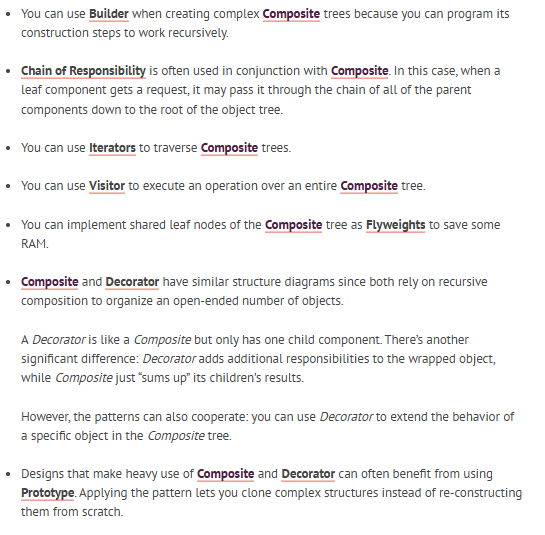 • You can use Builder when creating complex Composite trees because you can program its
construction steps to work recursively.
• Chain of Responsibility is often used in conjunction with Composite. In this case, when a
leaf component gets a request, it may pass it through the chain of all of the parent
components down to the root of the object tree.
• You can use Iterators to traverse Composite trees.
• You can use Visitor to execute an operation over an entire Composite tree.
• You can implement shared leaf nodes of the Composite tree as Flyweights to save some
RAM.
• Composite and Decorator have similar structure diagrams since both rely on recursive
composition to organize an open-ended number of objects.
A Decorator is like a Composite but only has one child component. There’s another
significant difference: Decorator adds additional responsibilities to the wrapped object,
while Composite just “sums up” its children’s results.
However, the patterns can also cooperate: you can use Decorator to extend the behavior of
a specific object in the Composite tree.
• Designs that make heavy use of Composite and Decorator can often benefit from using
Prototype. Applying the pattern lets you clone complex structures instead of re-constructing
them from scratch.